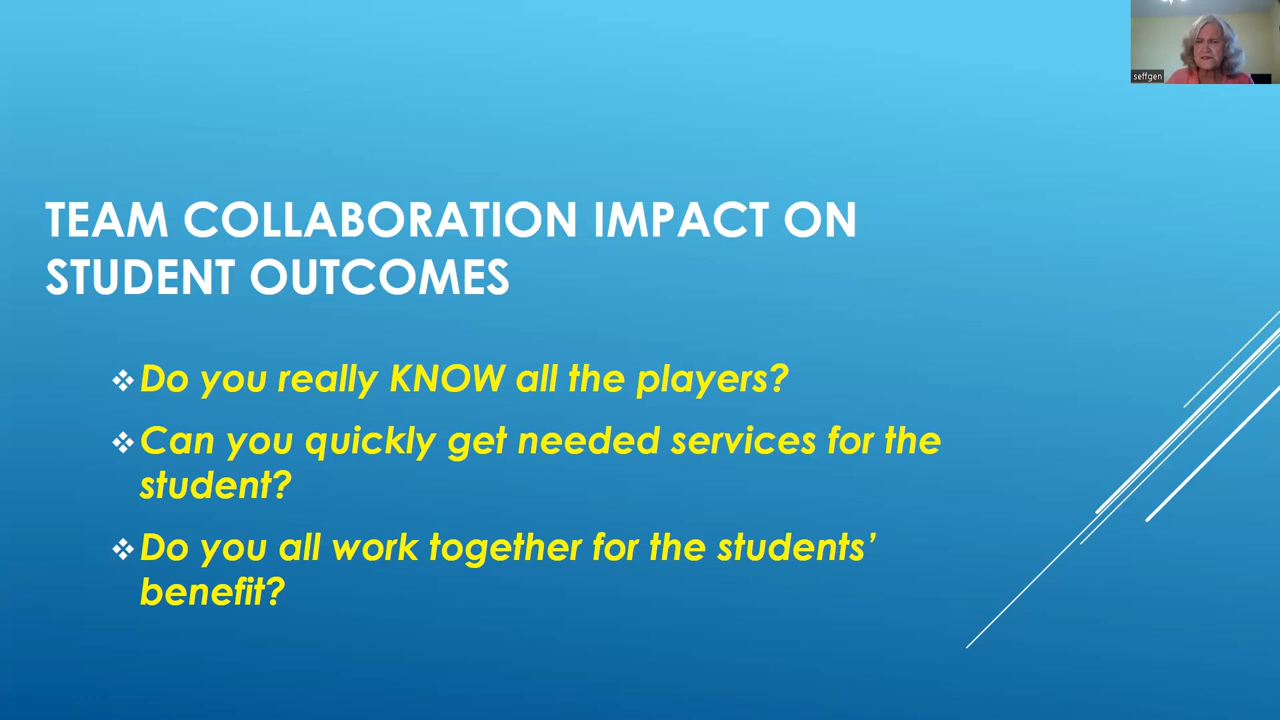 seffgen
TEAM COLLABORATION IMPACT ON
STUDENT OUTCOMES
Do you really KNOW all the players?
Can you quickly get needed services for the
student?
Do you all work together for the students’
benefit?